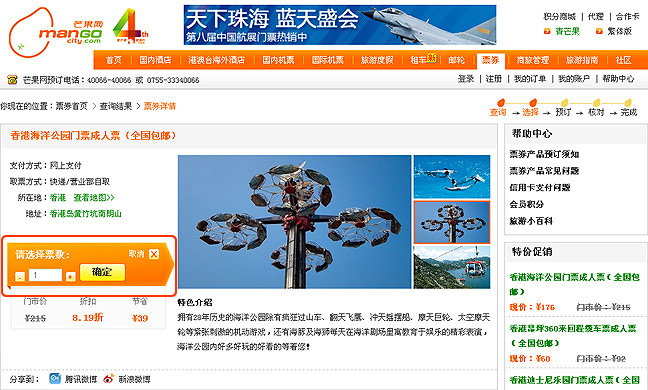 芒果网
mango
city.com
4th
天下珠海 蓝天盛会
第八届中国航展门票热销中
积分商城 | 代理 | 合作卡
青芒果 繁体版
首页 国内酒店 港澳台海外酒店 国内机票 国际机票 旅游度假 租车 邮轮 票券 商旅管理 旅游指南 社区
芒果网预订电话：40066-40066 或 0755-33340066
登录 | 注册 | 我的订单 | 我的账户 | 帮助中心
你现在的位置：票券首页 > 查询结果 > 票券详情
查询 → 选择 → 预订 → 核对 → 完成
香港海洋公园门票成人票（全国包邮）
支付方式：网上支付
取票方式：快递/营业部自取
所在地：香港 查看地图>>
地址：香港岛黄竹坑南朗山
请选择票数：
取消 X
- 1 + 确定
门市价 折扣 节省
¥215 8.19折 ¥39
特色介绍
拥有28年历史的海洋公园除有疯狂过山车、翻天飞鹰、冲天摇摆船、摩天巨轮、太空摩天
轮等紧张刺激的机动游戏，还有海豚及海狮每天在海洋剧场里富教育于娱乐的精彩表演，
海洋公园内好多好玩的好看的等着您！
分享到： 腾讯微博 新浪微博
帮助中心
票券产品预订须知
票券产品常见问题
信用卡支付问题
会员积分
旅游小百科
特价促销
香港海洋公园门票成人票（全国包邮）
现价：¥176 门市价：¥215
香港昂坪360来回程缆车票成人票（全国包邮）
现价：¥60 门市价：¥92
香港迪士尼乐园门票成人票（全国